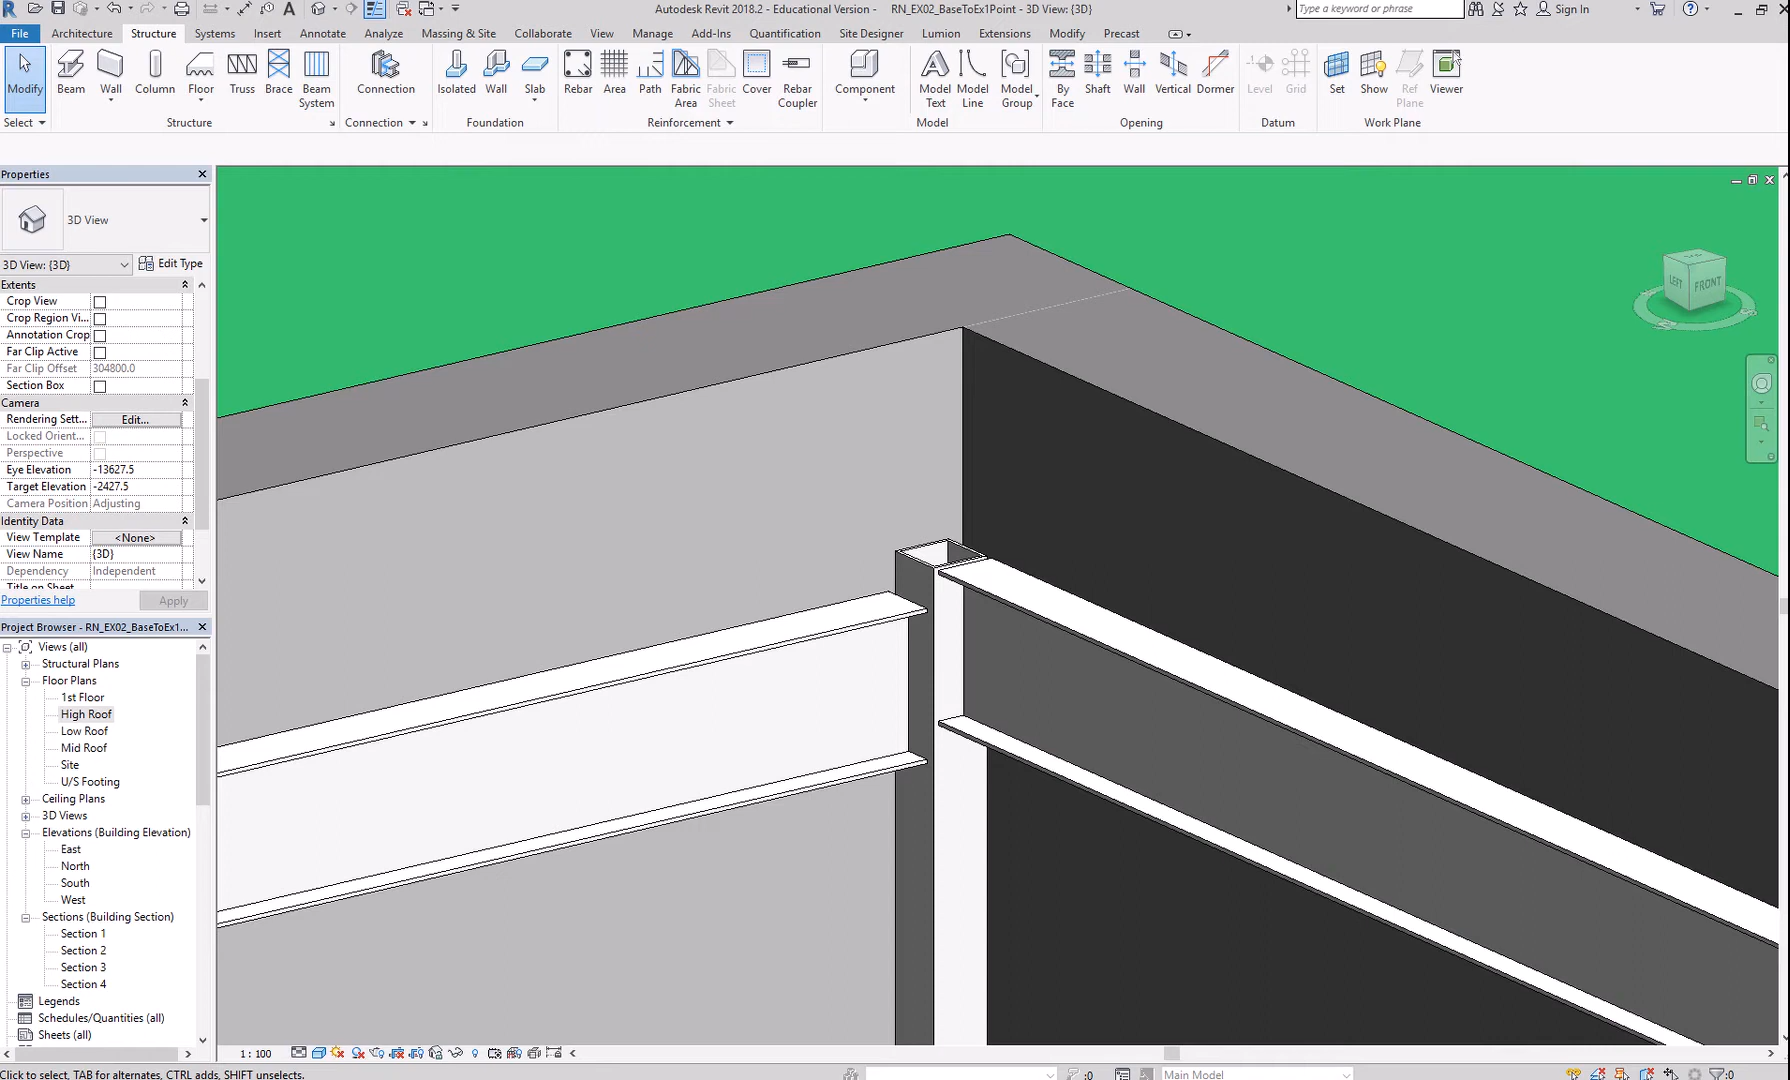 Autodesk Revit 2018.2 - Educational Version - RN_EX02_BaseToEx1Point - 3D View: {3D}
Type a keyword or phrase
Sign In
File Architecture Structure Systems Insert Annotate Analyze Massing & Site Collaborate View Manage Add-Ins Quantification Site Designer Lumion Extensions Modify Precast
Modify Beam Wall Column Floor Truss Brace Beam System Connection Isolated Wall Slab Rebar Area Path Fabric Area Fabric Sheet Cover Rebar Coupler Component Model Text Model Line Model Group By Face Shaft Wall Vertical Dormer Level Grid Set Show Ref Plane Viewer
Select Structure Connection Foundation Reinforcement Model Opening Datum Work Plane
Properties
3D View
3D View: {3D} Edit Type
Extents
Crop View
Crop Region Vi...
Annotation Crop
Far Clip Active
Far Clip Offset 304800.0
Section Box
Camera
Rendering Sett... Edit...
Locked Orient...
Perspective
Eye Elevation -13627.5
Target Elevation -2427.5
Camera Position Adjusting
Identity Data
View Template <None>
View Name {3D}
Dependency Independent
Title on Sheet
Properties help Apply
Project Browser - RN_EX02_BaseToEx1...
Views (all)
Structural Plans
Floor Plans
1st Floor
High Roof
Low Roof
Mid Roof
Site
U/S Footing
Ceiling Plans
3D Views
Elevations (Building Elevation)
East
North
South
West
Sections (Building Section)
Section 1
Section 2
Section 3
Section 4
Legends
Schedules/Quantities (all)
Sheets (all)
LEFT FRONT
1 : 100
Click to select, TAB for alternates, CTRL adds, SHIFT unselects.
:0
Main Model
:0